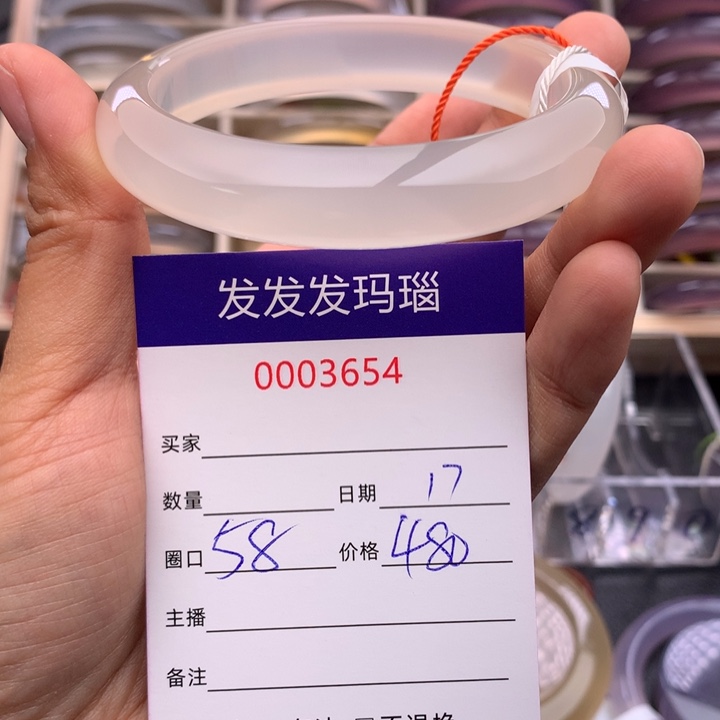 发发发玛瑙
0003654
买家
数量 日期 17
圈口 58 价格 480
主播
备注